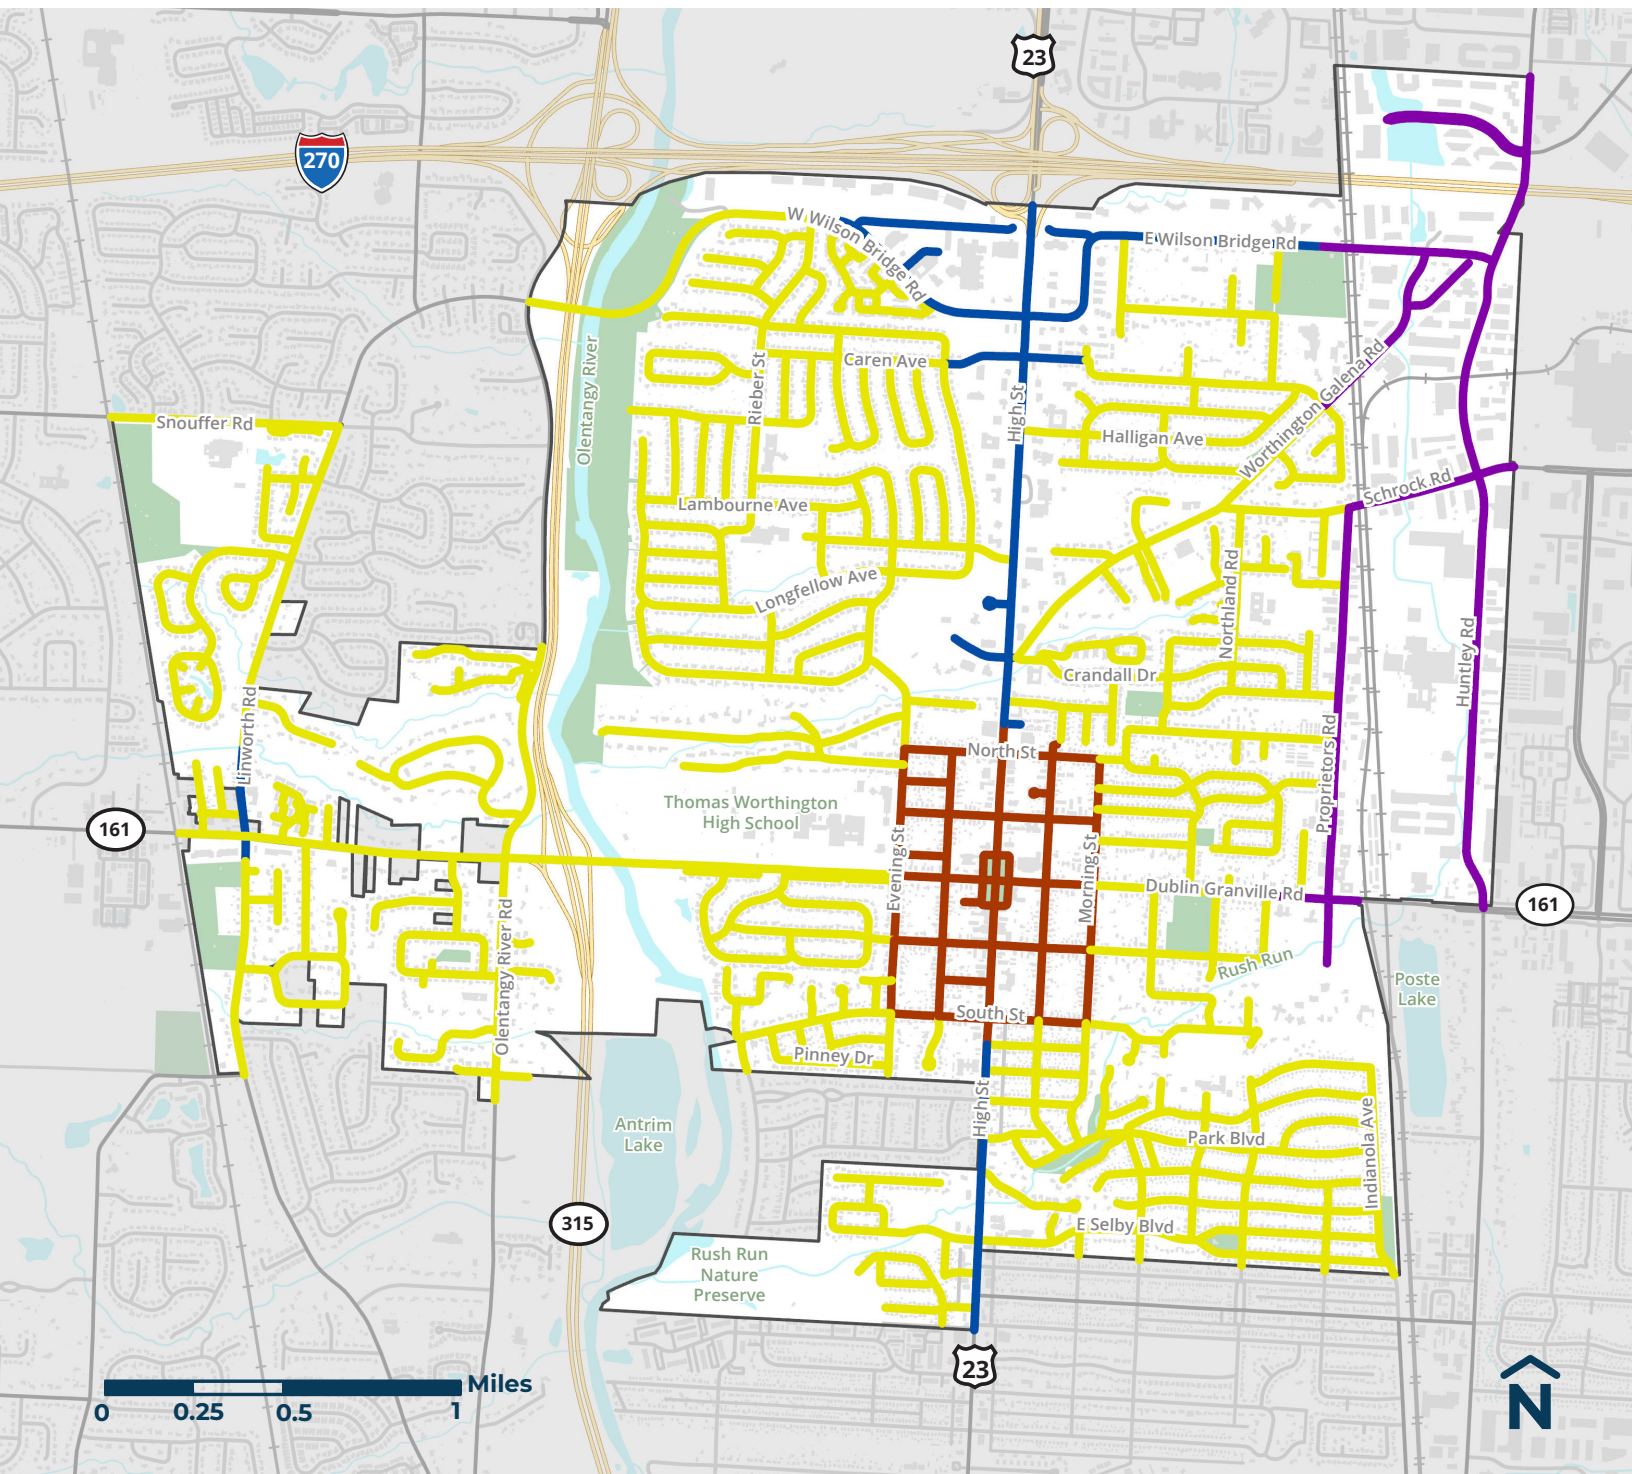 23
270
W Wilson Bridge Rd
E Wilson Bridge Rd
Olentangy River
Rieber St
Caren Ave
High St
Worthington Galena Rd
Snouffer Rd
Halligan Ave
Lambourne Ave
Schrock Rd
Longfellow Ave
Northland Rd
Crandall Dr
Huntley Rd
Linworth Rd
North St
Proprietors Rd
161
Thomas Worthington
High School
Evening St
Morning St
Dublin Granville Rd
161
Olentangy River Rd
Rush Run
Poste
Lake
South St
Pinney Dr
High St
Antrim
Lake
Park Blvd
Indianola Ave
315
E Selby Blvd
Rush Run
Nature
Preserve
23
Miles
0
0.25
0.5
1
N